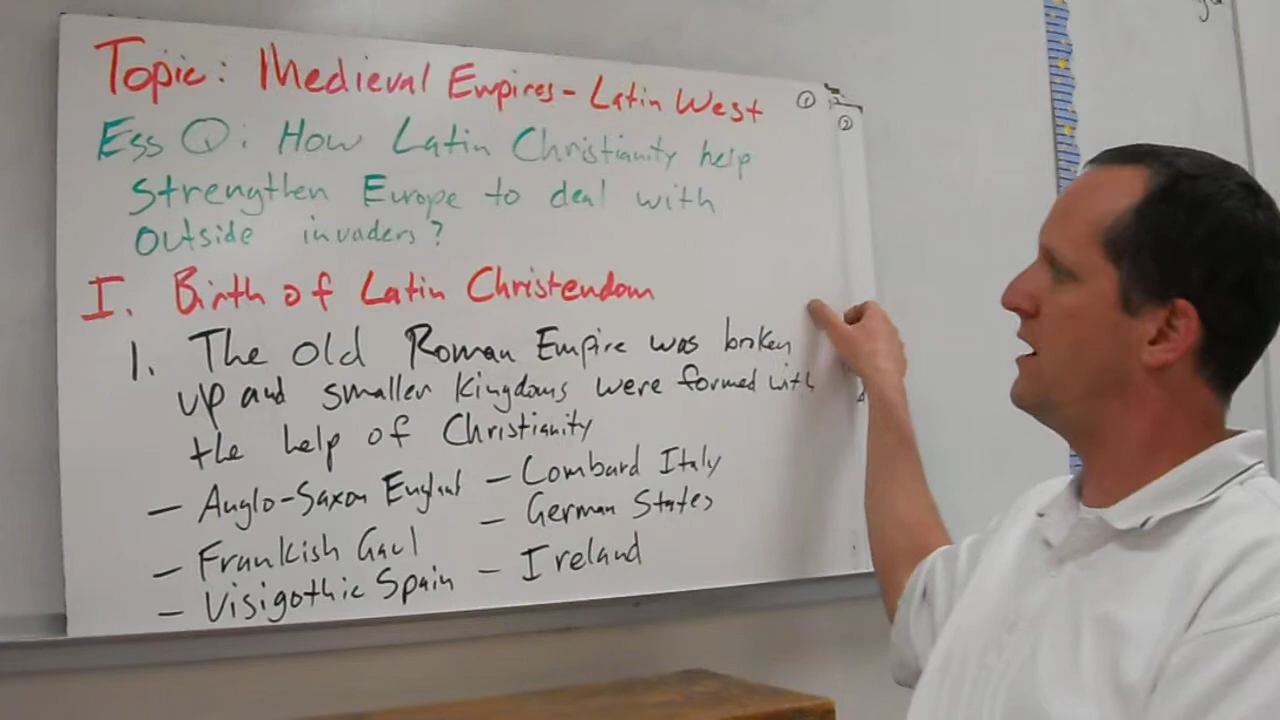 Topic: Medieval Empires - Latin West
①
②
Ess Q: How Latin Christianity help
strengthen Europe to deal with
outside invaders?
I. Birth of Latin Christendom
1. The Old Roman Empire was broken
up and smaller kingdoms were formed with
the help of Christianity
- Anglo-Saxon England - Lombard Italy
- Frankish Gaul - German States
- Visigothic Spain - Ireland